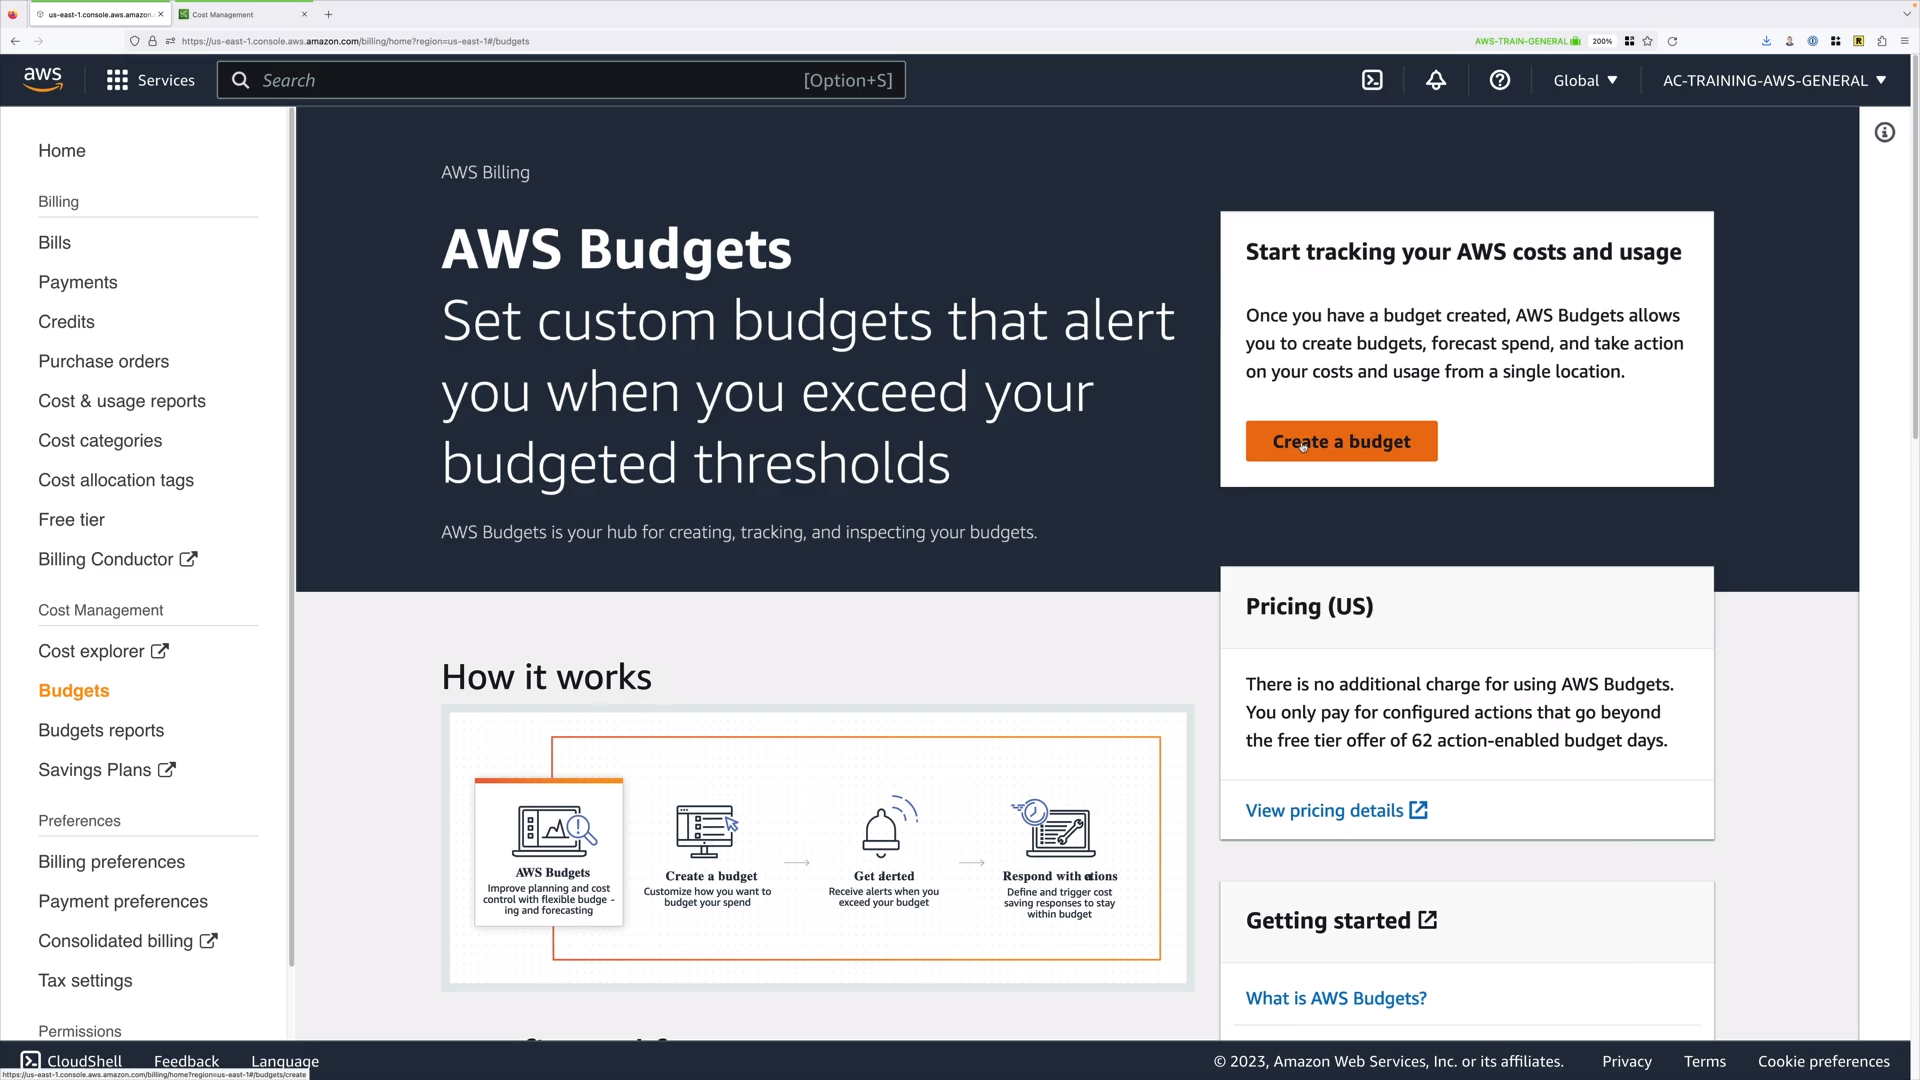 us-east-1.console.aws.amazon.
Cost Management
https://us-east-1.console.aws.amazon.com/billing/home?region=us-east-1#/budgets
AWS-TRAIN-GENERAL
200%
aws
Services
Search
[Option+S]
Global
AC-TRAINING-AWS-GENERAL
Home
Billing
Bills
Payments
Credits
Purchase orders
Cost & usage reports
Cost categories
Cost allocation tags
Free tier
Billing Conductor
Cost Management
Cost explorer
Budgets
Budgets reports
Savings Plans
Preferences
Billing preferences
Payment preferences
Consolidated billing
Tax settings
Permissions
AWS Billing
AWS Budgets
Set custom budgets that alert
you when you exceed your
budgeted thresholds
AWS Budgets is your hub for creating, tracking, and inspecting your budgets.
Start tracking your AWS costs and usage
Once you have a budget created, AWS Budgets allows
you to create budgets, forecast spend, and take action
on your costs and usage from a single location.
Create a budget
How it works
AWS Budgets
Improve planning and cost
control with flexible budge -
ing and forecasting
Create a budget
Customize how you want to
budget your spend
Get alerted
Receive alerts when you
exceed your budget
Respond with actions
Define and trigger cost
saving responses to stay
within budget
Pricing (US)
There is no additional charge for using AWS Budgets.
You only pay for configured actions that go beyond
the free tier offer of 62 action-enabled budget days.
View pricing details
Getting started
What is AWS Budgets?
CloudShell
Feedback
Language
© 2023, Amazon Web Services, Inc. or its affiliates.
Privacy
Terms
Cookie preferences
https://us-east-1.console.aws.amazon.com/billing/home?region=us-east-1#/budgets/create